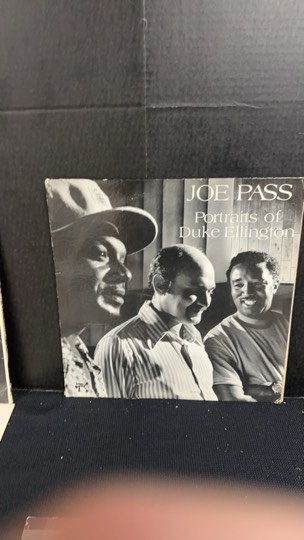 JOE PASS
Portraits of
Duke Ellington